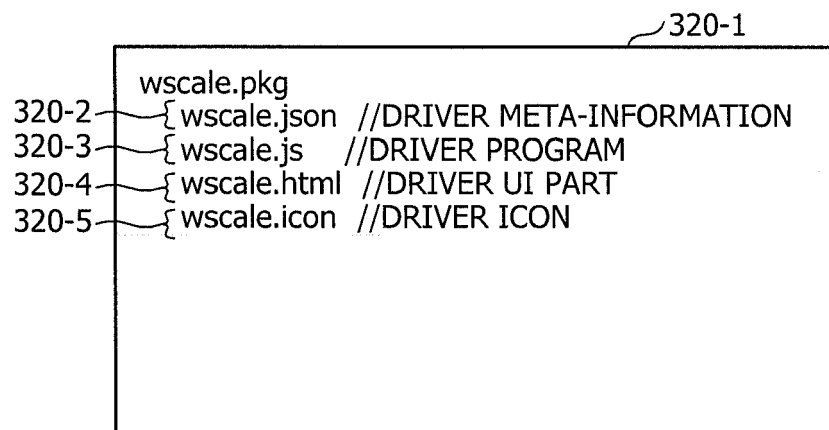 320-1
wscale.pkg
320-2 wscale.json //DRIVER META-INFORMATION
320-3 wscale.js //DRIVER PROGRAM
320-4 wscale.html //DRIVER UI PART
320-5 wscale.icon //DRIVER ICON